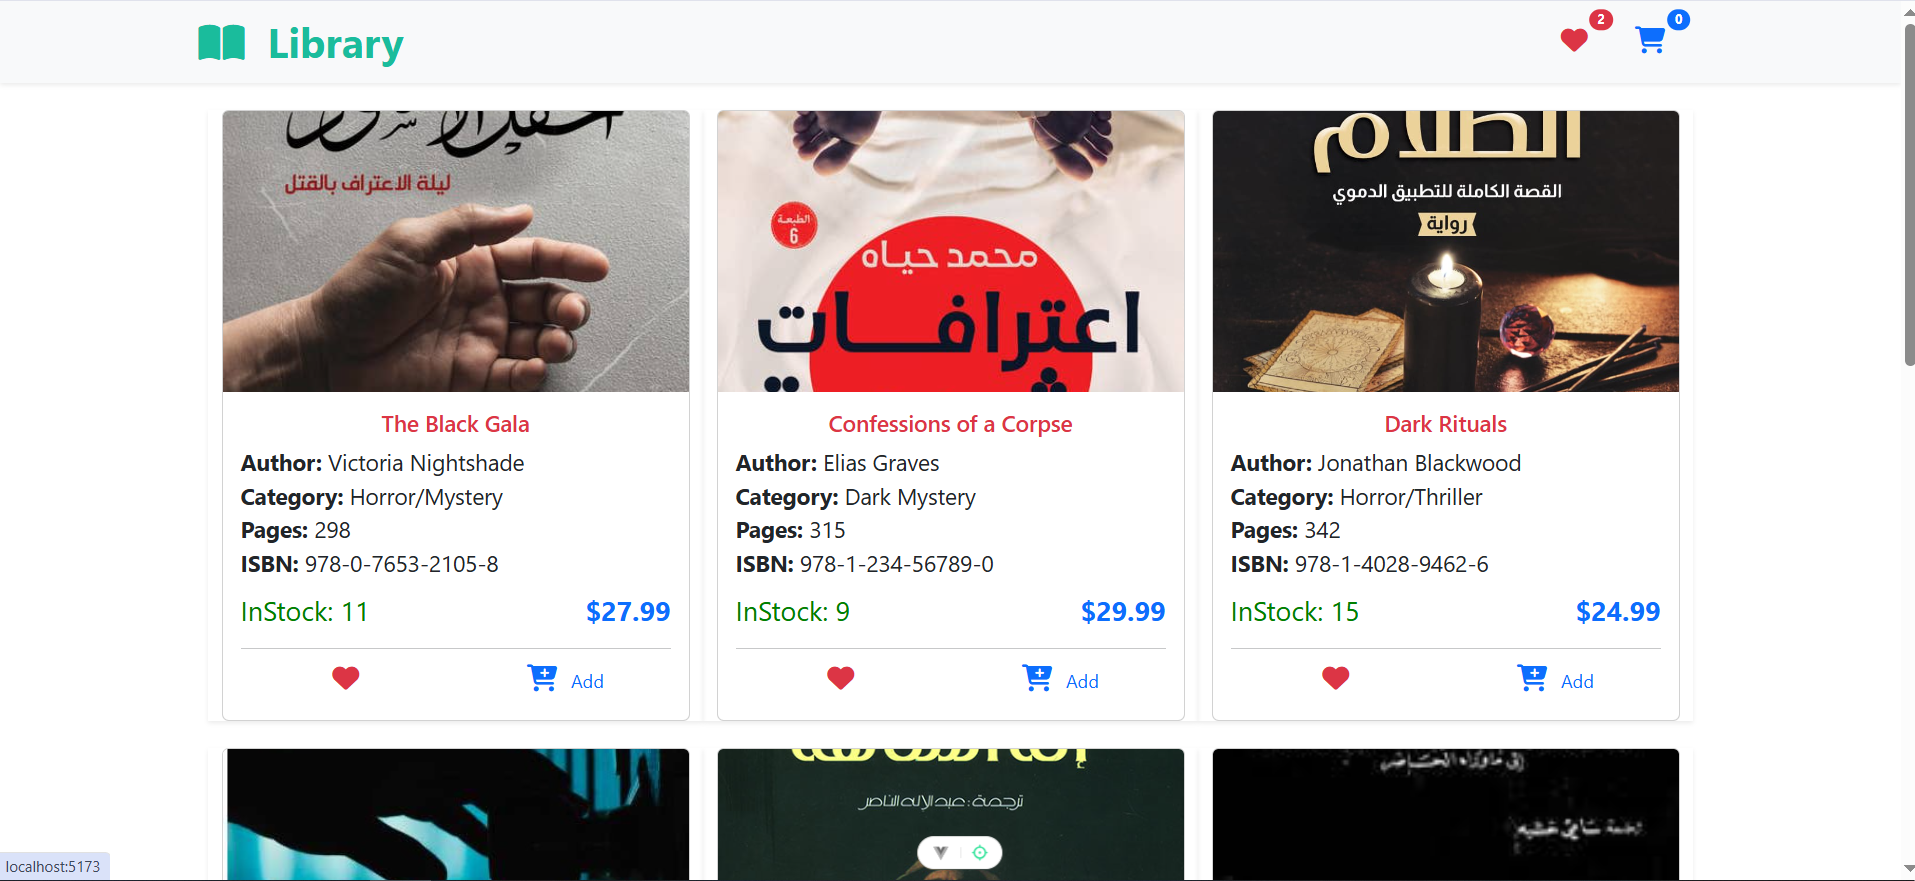 Library
2
0
ليلة الاعتراف بالقتل
الطبعة
6
محمد حياه
اعترافات
الظلام
القصة الكاملة للتطبيق الدموي
رواية
The Black Gala
Author: Victoria Nightshade
Category: Horror/Mystery
Pages: 298
ISBN: 978-0-7653-2105-8
InStock: 11
$27.99
Add
Confessions of a Corpse
Author: Elias Graves
Category: Dark Mystery
Pages: 315
ISBN: 978-1-234-56789-0
InStock: 9
$29.99
Add
Dark Rituals
Author: Jonathan Blackwood
Category: Horror/Thriller
Pages: 342
ISBN: 978-1-4028-9462-6
InStock: 15
$24.99
Add
ترجمة: عبد الإله الناصر
localhost:5173